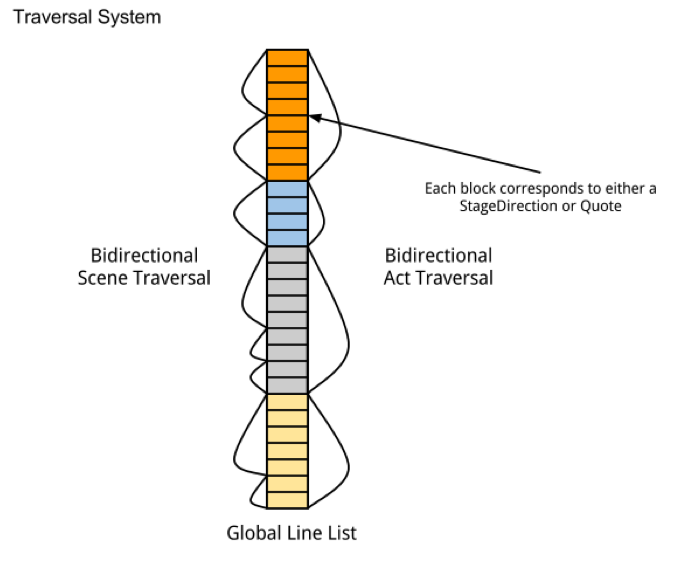 Traversal System
Each block corresponds to either a
StageDirection or Quote
Bidirectional
Scene Traversal
Bidirectional
Act Traversal
Global Line List